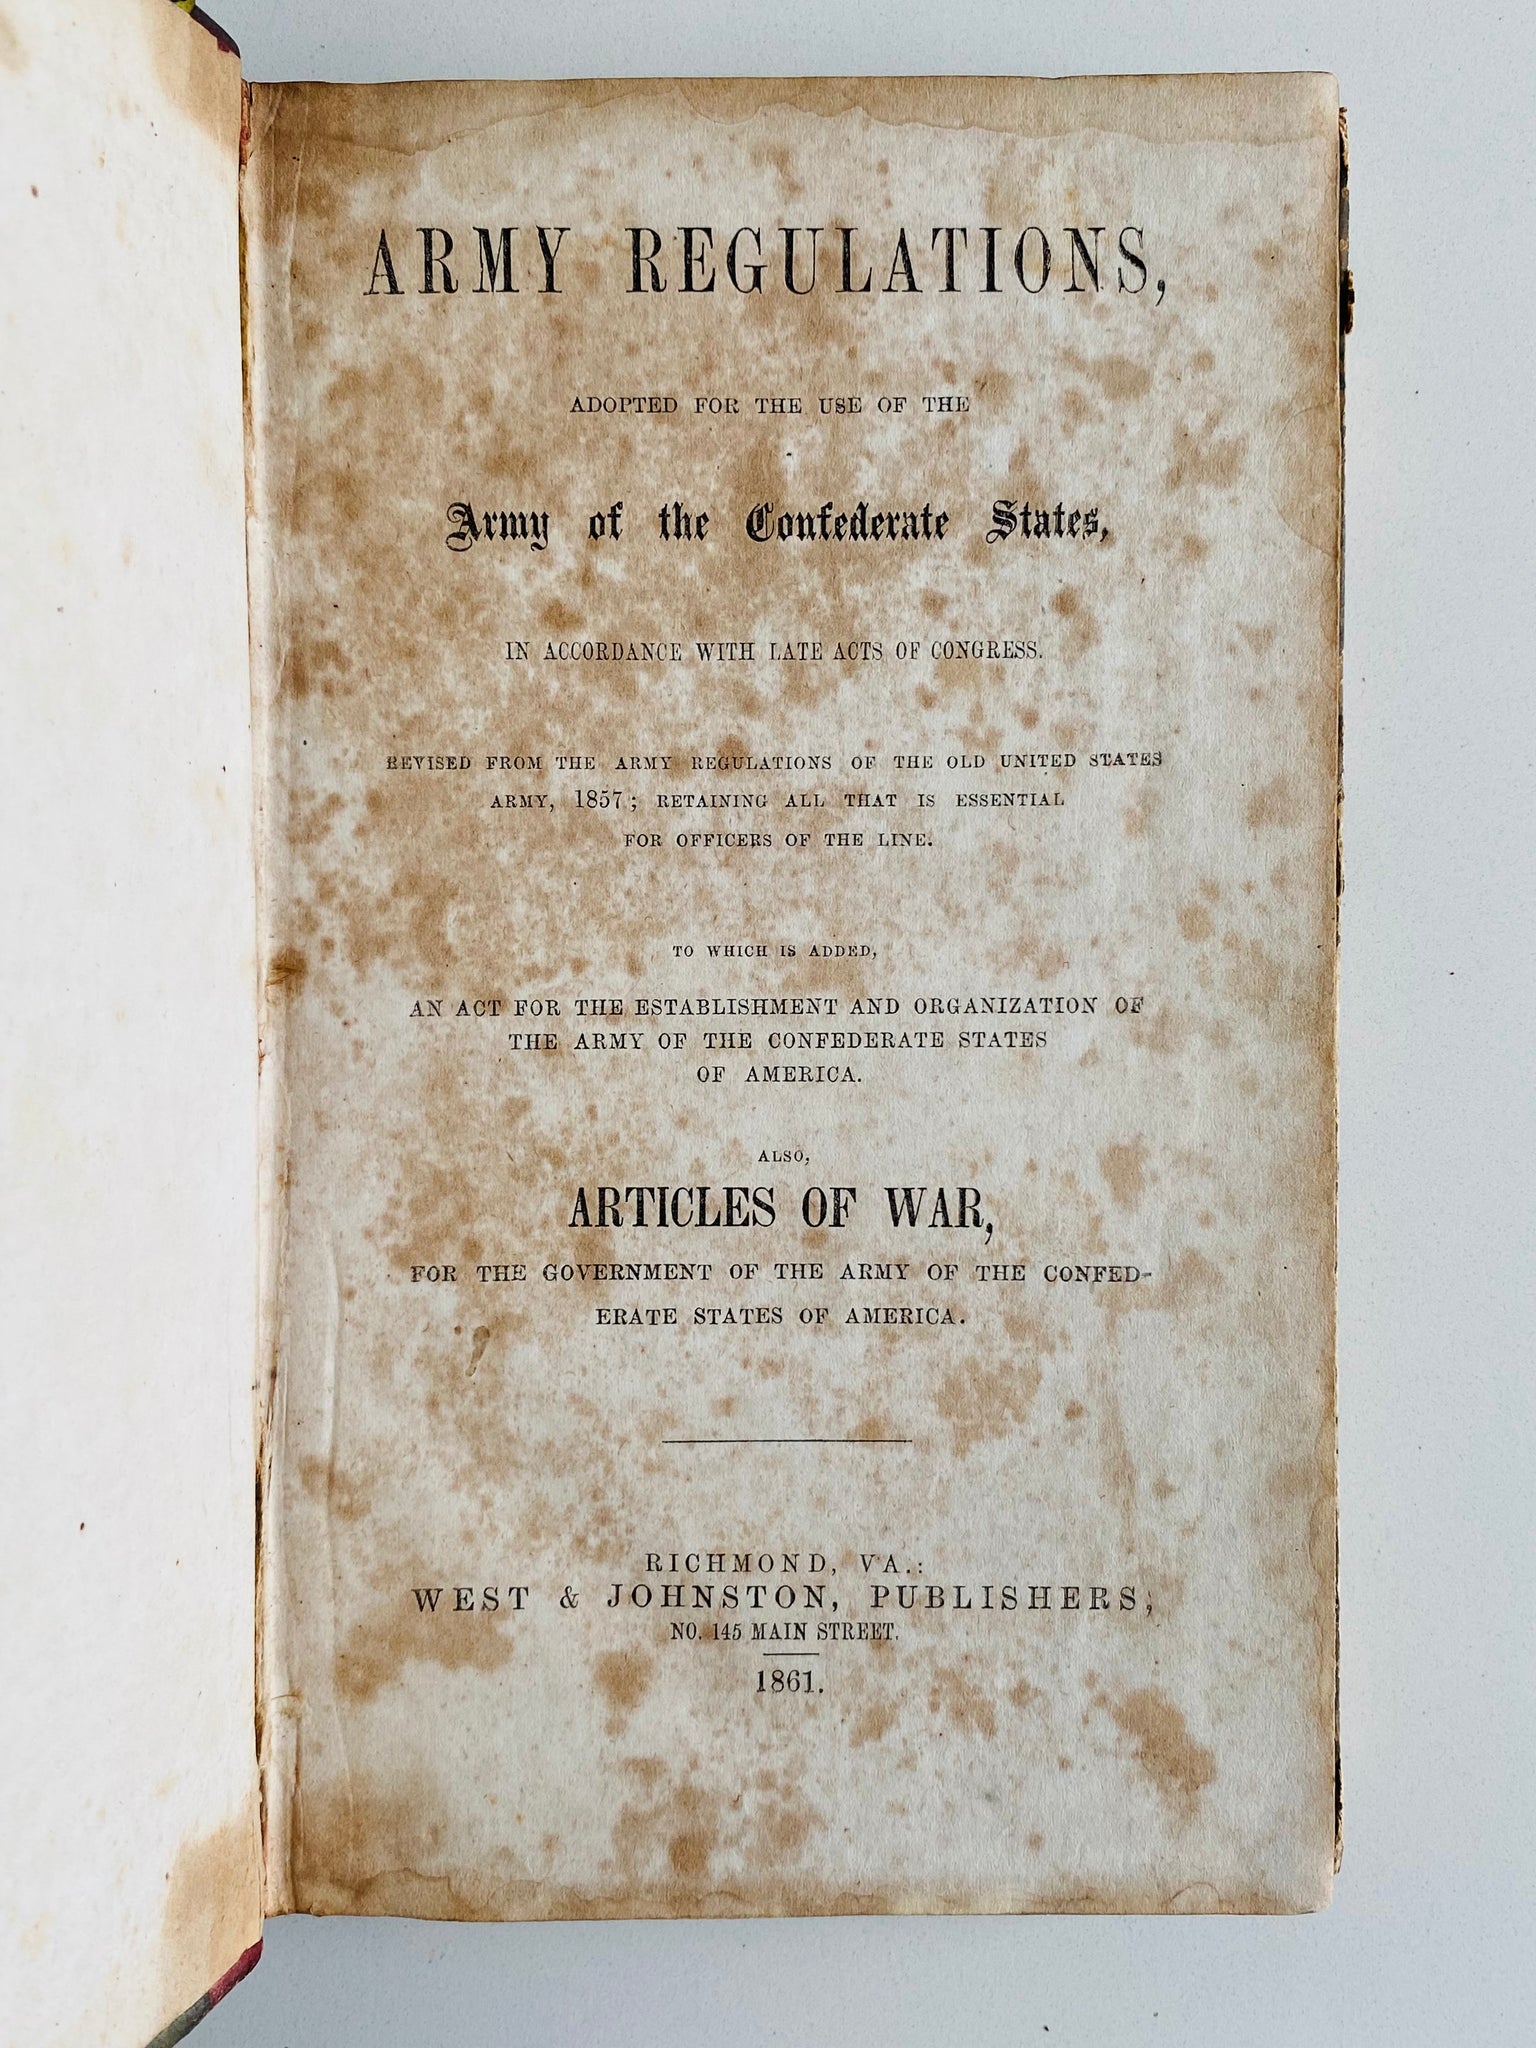 ARMY REGULATIONS,
ADOPTED FOR THE USE OF THE
Army of the Confederate States,
IN ACCORDANCE WITH LATE ACTS OF CONGRESS.
REVISED FROM THE ARMY REGULATIONS OF THE OLD UNITED STATES
ARMY, 1857; RETAINING ALL THAT IS ESSENTIAL
FOR OFFICERS OF THE LINE.
TO WHICH IS ADDED,
AN ACT FOR THE ESTABLISHMENT AND ORGANIZATION OF
THE ARMY OF THE CONFEDERATE STATES
OF AMERICA.
ALSO,
ARTICLES OF WAR,
FOR THE GOVERNMENT OF THE ARMY OF THE CONFED-
ERATE STATES OF AMERICA.
RICHMOND, VA.:
WEST & JOHNSTON, PUBLISHERS,
NO. 145 MAIN STREET.
1861.